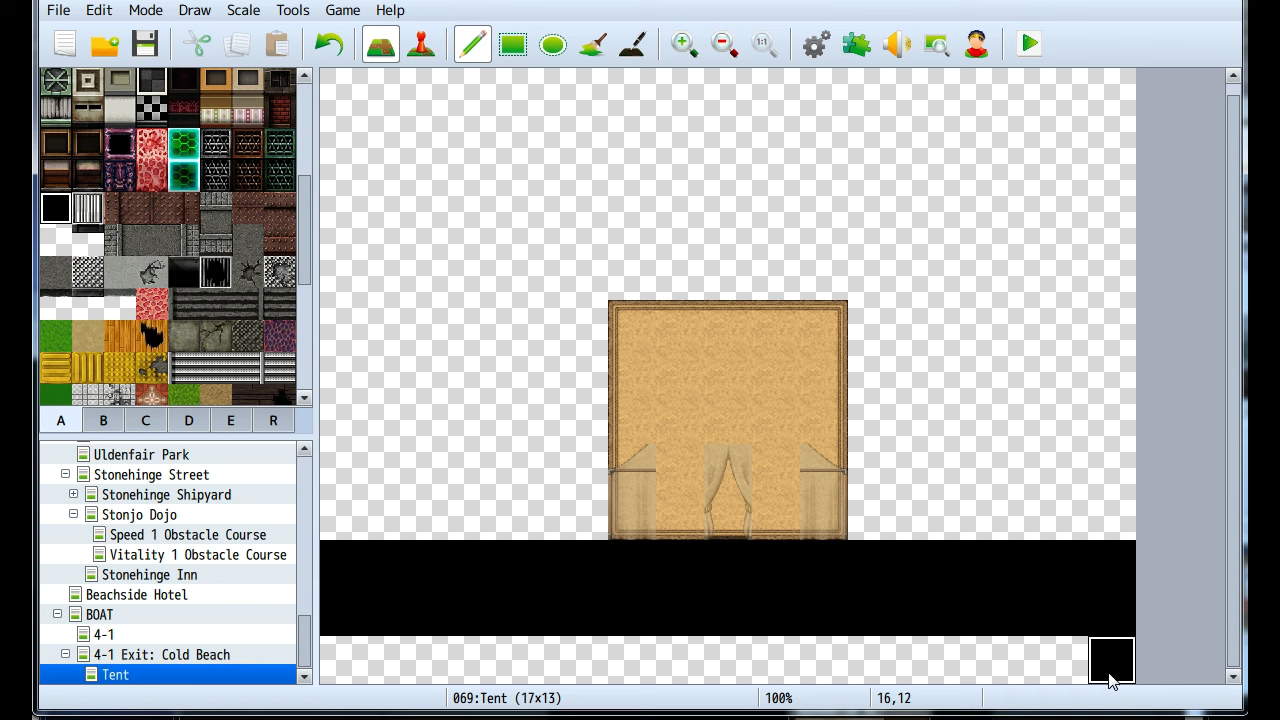 File Edit Mode Draw Scale Tools Game Help
1:1
A B C D E R
Uldenfair Park
Stonehinge Street
Stonehinge Shipyard
Stonjo Dojo
Speed 1 Obstacle Course
Vitality 1 Obstacle Course
Stonehinge Inn
Beachside Hotel
BOAT
4-1
4-1 Exit: Cold Beach
Tent
069:Tent (17x13) 100% 16,12